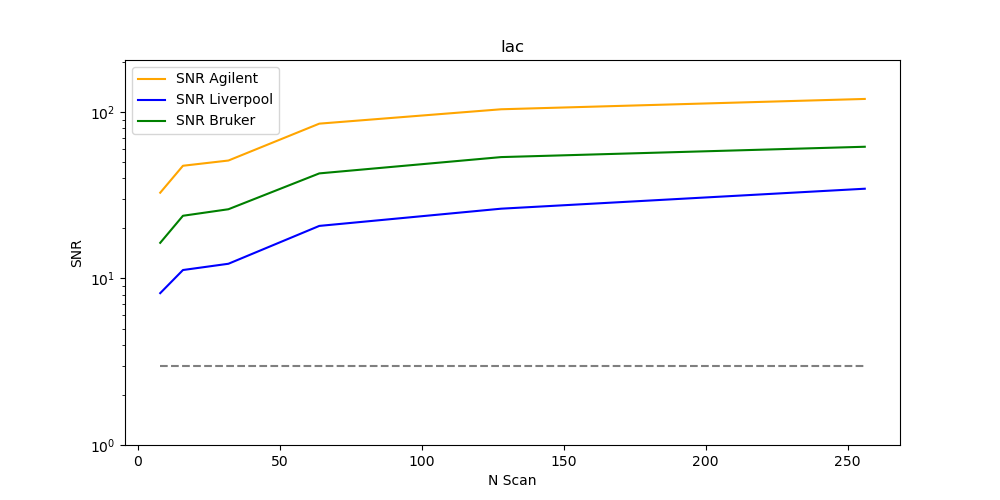 lac
SNR Agilent
SNR Liverpool
SNR Bruker
10²
10¹
10⁰
SNR
0 50 100 150 200 250
N Scan